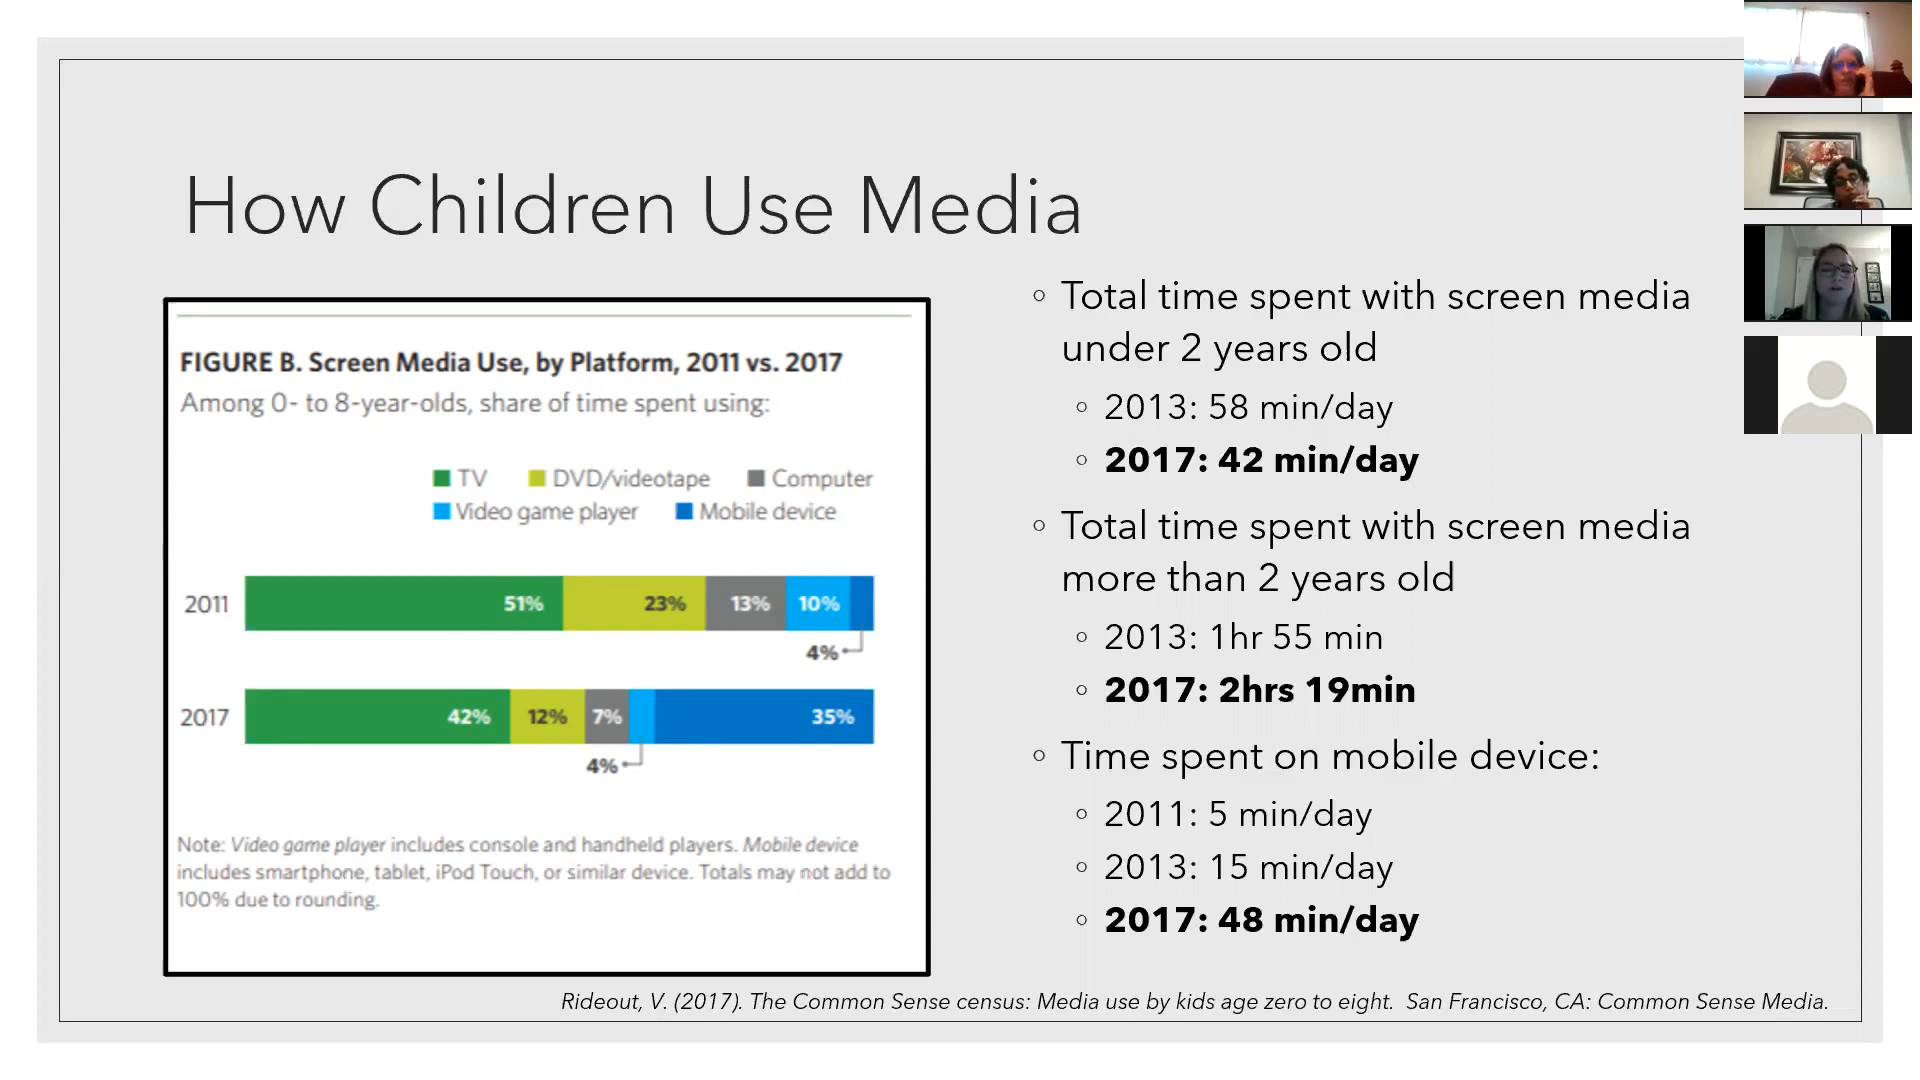 How Children Use Media
FIGURE B. Screen Media Use, by Platform, 2011 vs. 2017
Among 0- to 8-year-olds, share of time spent using:
TV DVD/videotape Computer
Video game player Mobile device
2011 51% 23% 13% 10%
4%
2017 42% 12% 7% 35%
4%
Note: Video game player includes console and handheld players. Mobile device
includes smartphone, tablet, iPod Touch, or similar device. Totals may not add to
100% due to rounding.
Total time spent with screen media
under 2 years old
2013: 58 min/day
2017: 42 min/day
Total time spent with screen media
more than 2 years old
2013: 1hr 55 min
2017: 2hrs 19min
Time spent on mobile device:
2011: 5 min/day
2013: 15 min/day
2017: 48 min/day
Rideout, V. (2017). The Common Sense census: Media use by kids age zero to eight. San Francisco, CA: Common Sense Media.